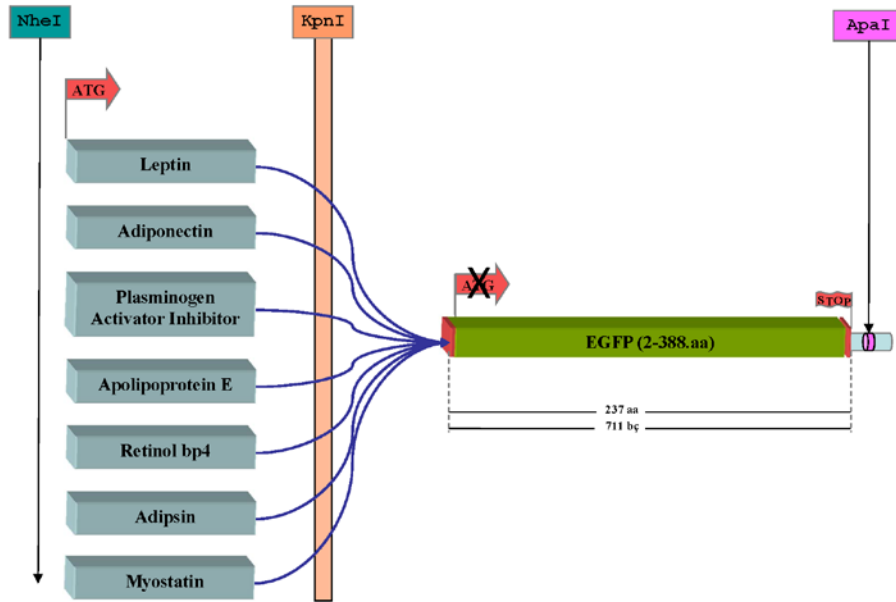 NheI
KpnI
ApaI
ATG
Leptin
Adiponectin
Plasminogen
Activator Inhibitor
Apolipoprotein E
Retinol bp4
Adipsin
Myostatin
ATG
STOP
EGFP (2-388.aa)
237 aa
711 bç